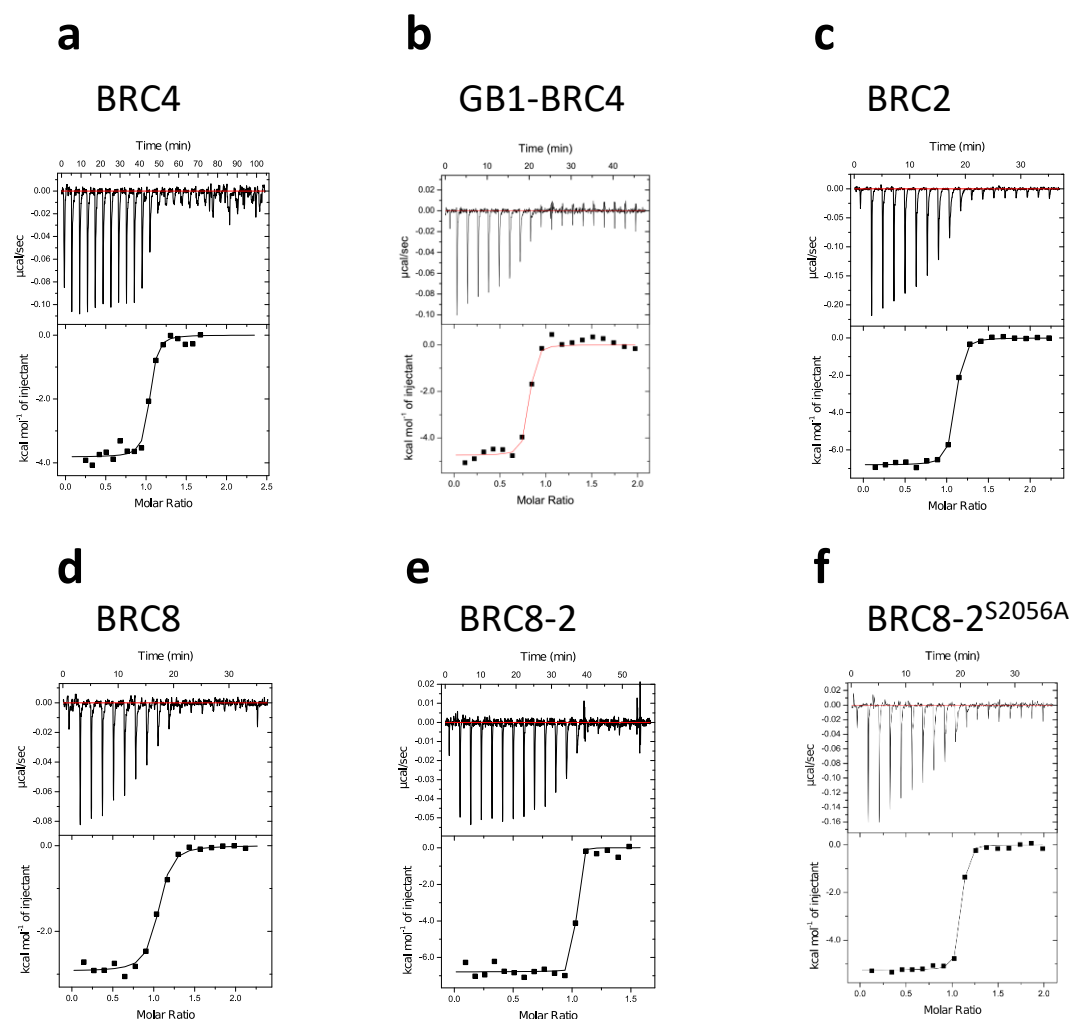 a
BRC4
Time (min)
0 10 20 30 40 50 60 70 80 90 100
0.00
-0.02
-0.04
-0.06
-0.08
-0.10
µcal/sec
0.0
-2.0
-4.0
kcal mol-1 of injectant
0.0 0.5 1.0 1.5 2.0 2.5
Molar Ratio
b
GB1-BRC4
Time (min)
0 10 20 30 40
0.02
0.00
-0.02
-0.04
-0.06
-0.08
-0.10
µcal/sec
0.0
-2.0
-4.0
kcal mol-1 of injectant
0.0 0.5 1.0 1.5 2.0
Molar Ratio
c
BRC2
Time (min)
0 10 20 30
0.00
-0.05
-0.10
-0.15
-0.20
µcal/sec
0.0
-2.0
-4.0
-6.0
kcal mol-1 of injectant
0.0 0.5 1.0 1.5 2.0
Molar Ratio
d
BRC8
Time (min)
0 10 20 30
0.00
-0.02
-0.04
-0.06
-0.08
µcal/sec
0.0
-2.0
kcal mol-1 of injectant
0.0 0.5 1.0 1.5 2.0
Molar Ratio
e
BRC8-2
Time (min)
0 10 20 30 40 50
0.02
0.01
0.00
-0.01
-0.02
-0.03
-0.04
-0.05
µcal/sec
0.0
-2.0
-4.0
-6.0
kcal mol-1 of injectant
0.0 0.5 1.0 1.5
Molar Ratio
f
BRC8-2S2056A
Time (min)
0 10 20 30
0.02
0.00
-0.02
-0.04
-0.06
-0.08
-0.10
-0.12
-0.14
-0.16
µcal/sec
0.0
-2.0
-4.0
kcal mol-1 of injectant
0.0 0.5 1.0 1.5 2.0
Molar Ratio